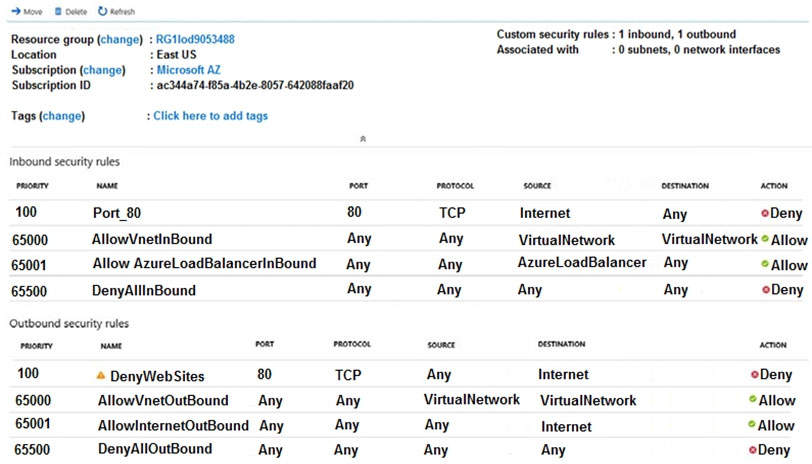 Move Delete Refresh
Resource group (change) : RG1lod9053488
Location : East US
Subscription (change) : Microsoft AZ
Subscription ID : ac344a74-f85a-4b2e-8057-642088faaf20
Custom security rules : 1 inbound, 1 outbound
Associated with : 0 subnets, 0 network interfaces
Tags (change) : Click here to add tags
Inbound security rules
PRIORITY NAME PORT PROTOCOL SOURCE DESTINATION ACTION
100 Port_80 80 TCP Internet Any Deny
65000 AllowVnetInBound Any Any VirtualNetwork VirtualNetwork Allow
65001 Allow AzureLoadBalancerInBound Any Any AzureLoadBalancer Any Allow
65500 DenyAllInBound Any Any Any Any Deny
Outbound security rules
PRIORITY NAME PORT PROTOCOL SOURCE DESTINATION ACTION
100 DenyWebSites 80 TCP Any Internet Deny
65000 AllowVnetOutBound Any Any VirtualNetwork VirtualNetwork Allow
65001 AllowInternetOutBound Any Any Any Internet Allow
65500 DenyAllOutBound Any Any Any Any Deny